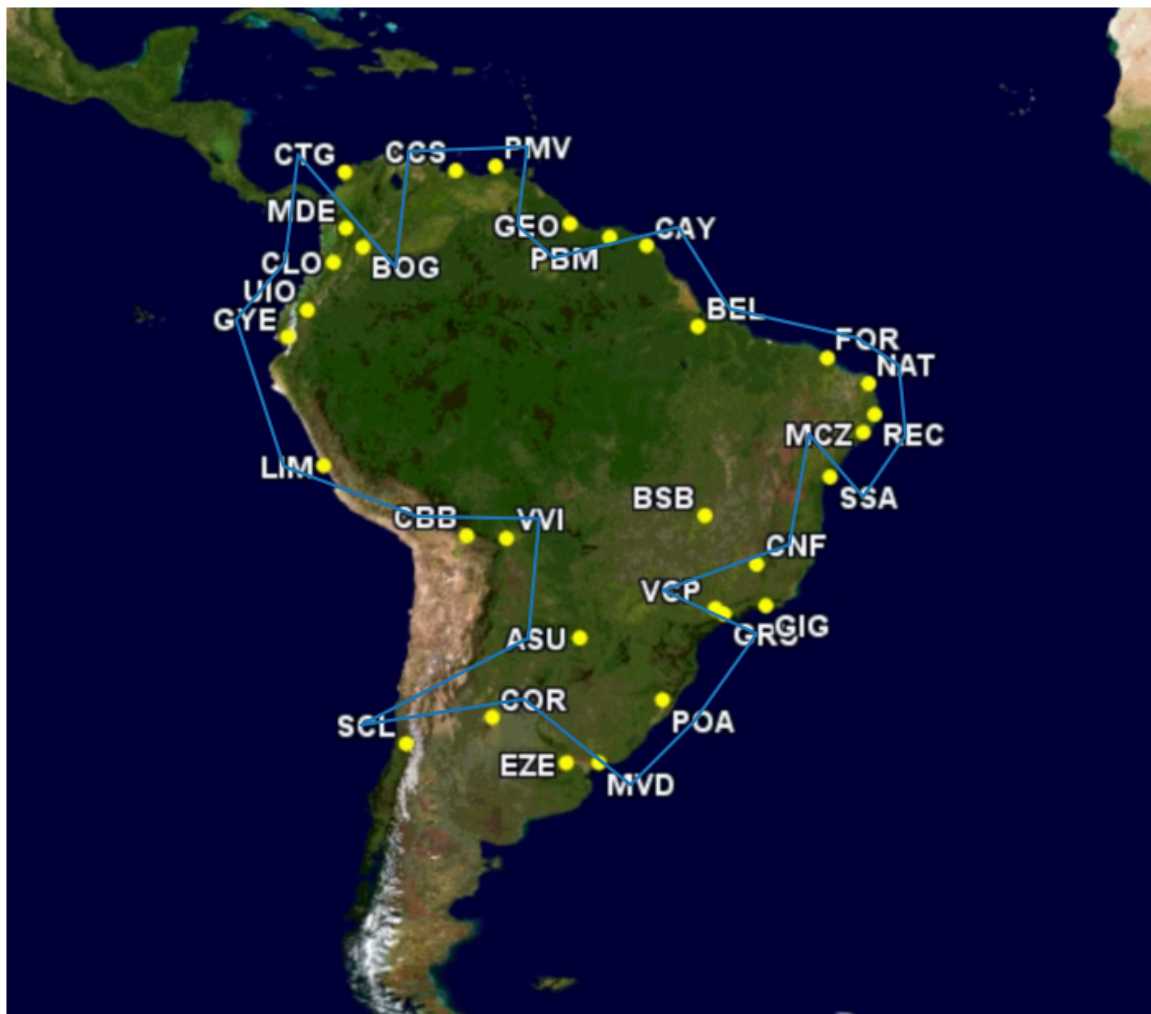 CTG
CCS
PMV
MDE
GEO
CAY
CLO
BOG
PBM
UIO
GYE
BEL
FOR
NAT
MCZ
REC
LIM
SSA
BSB
CBB
VVI
CNF
VCP
GRU
GIG
ASU
COR
SCL
POA
EZE
MVD